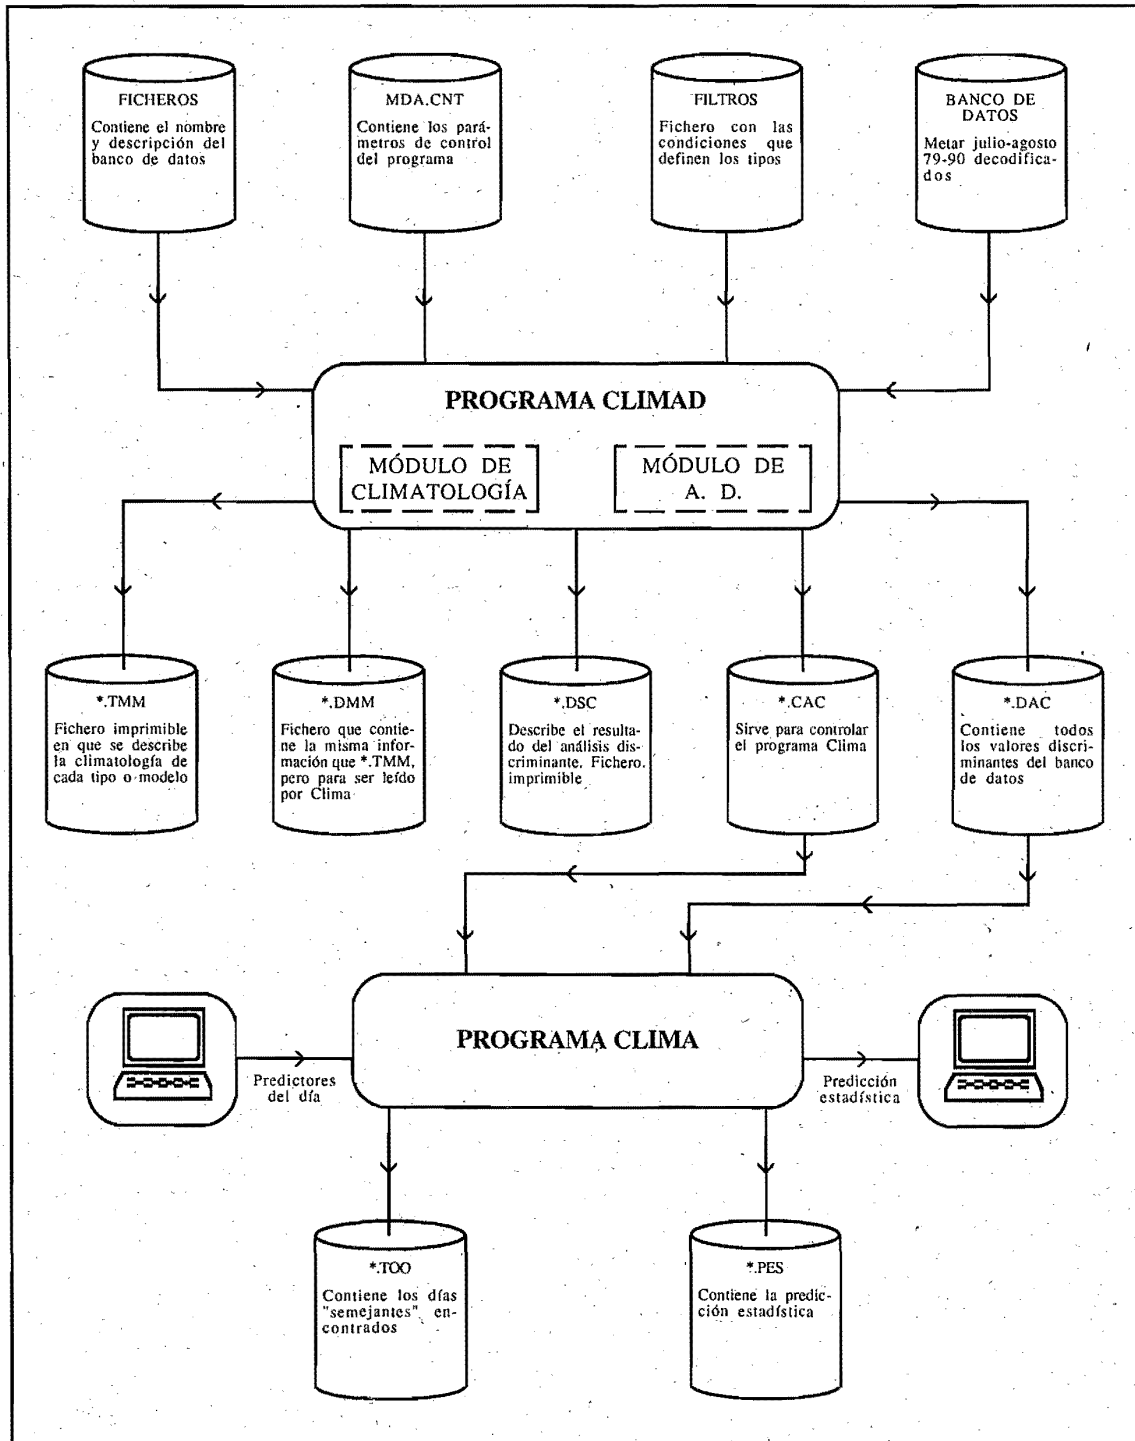 FICHEROS
Contiene el nombre
y descripción del
banco de datos
MDA.CNT
Contiene los pará-
metros de control
del programa
FILTROS
Fichero con las
condiciones que
definen los tipos
BANCO DE
DATOS
Metar julio-agosto
79-90 decodifica-
dos
PROGRAMA CLIMAD
MÓDULO DE
CLIMATOLOGÍA
MÓDULO DE
A. D.
*.TMM
Fichero imprimible
en que se describe
la climatología de
cada tipo o modelo
*.DMM
Fichero que contie-
ne la misma infor-
mación que *.TMM,
pero para ser leído
por Clima
*.DSC
Describe el resulta-
do del análisis dis-
criminante. Fichero
imprimible
*.CAC
Sirve para controlar
el programa Clima
*.DAC
Contiene todos
los valores discri-
minantes del banco
de datos
PROGRAMA CLIMA
Predictores
del día
Predicción
estadística
*.TOO
Contiene los días
"semejantes" en-
contrados
*.PES
Contiene la predic-
ción estadística